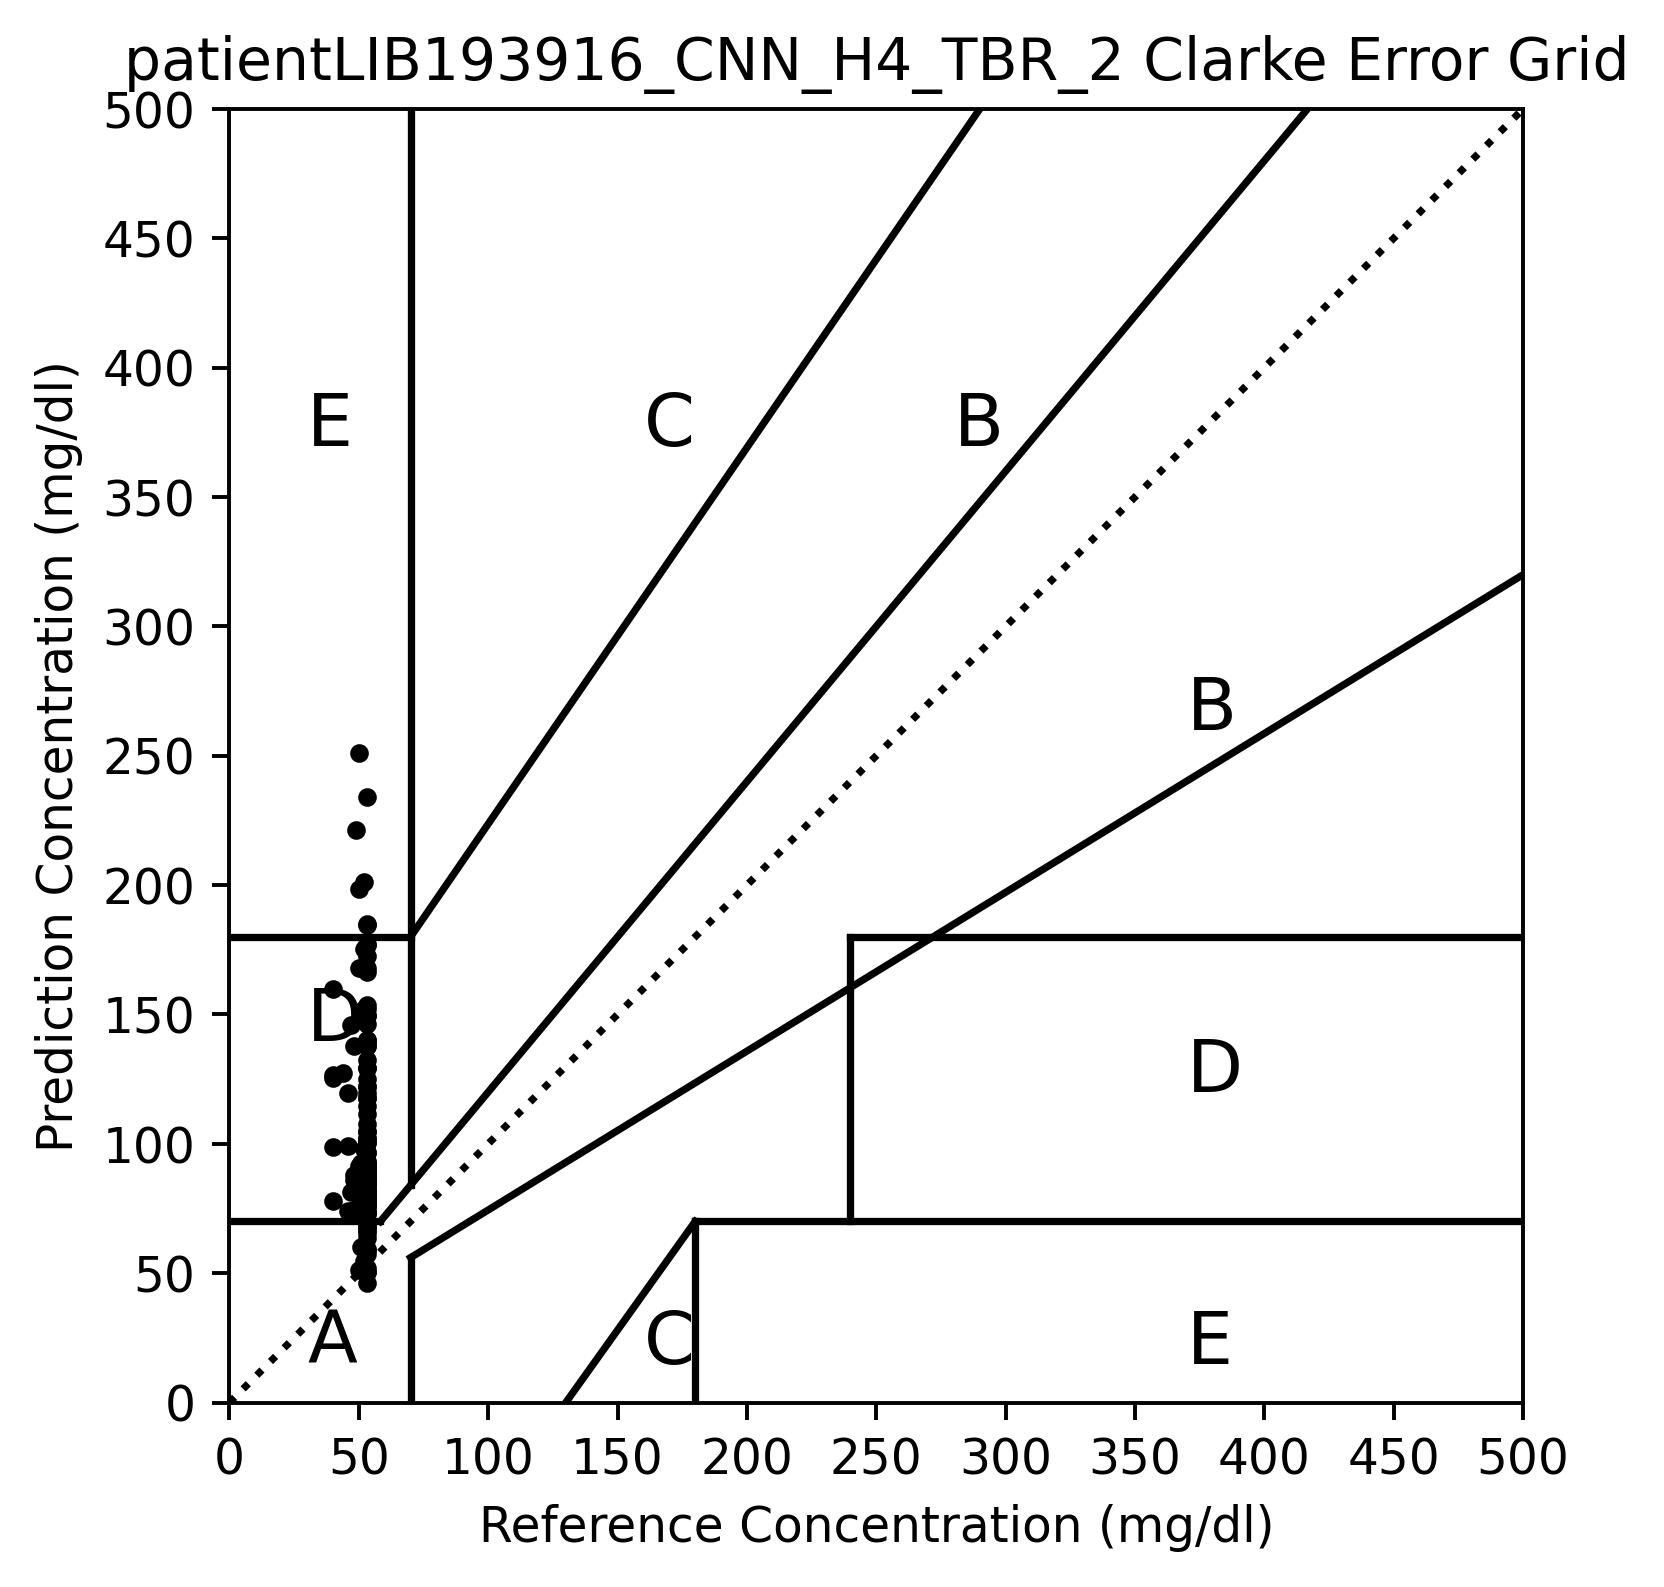 patientLIB193916_CNN_H4_TBR_2 Clarke Error Grid
Prediction Concentration (mg/dl)
500
450
400
350
300
250
200
150
100
50
0
E
C
B
B
D
D
A
C
E
0 50 100 150 200 250 300 350 400 450 500
Reference Concentration (mg/dl)